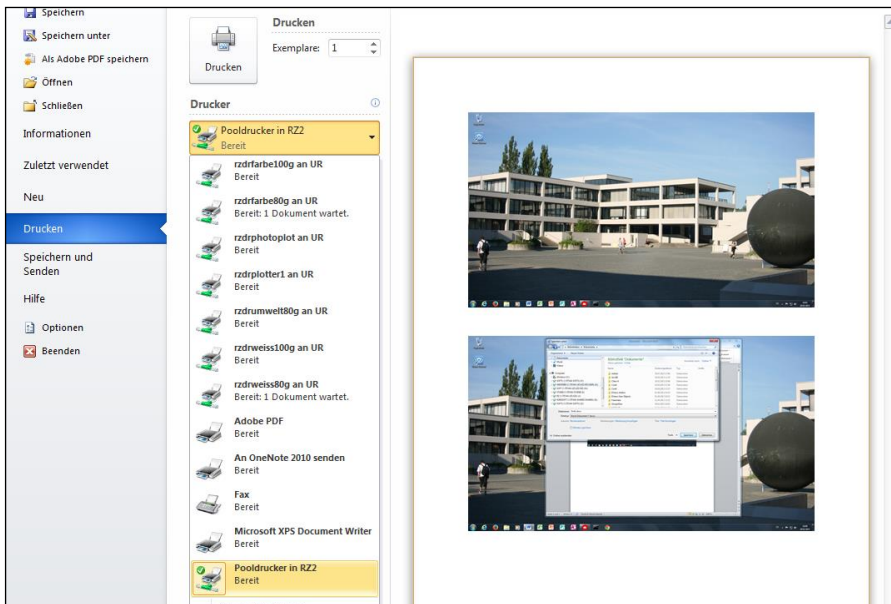 Speichern
Speichern unter
Als Adobe PDF speichern
Öffnen
Schließen
Informationen
Zuletzt verwendet
Neu
Drucken
Speichern und
Senden
Hilfe
Optionen
Beenden
Drucken
Drucken
Exemplare: 1
Drucker
Pooldrucker in RZ2
Bereit
rzdrfarbe100g an UR
Bereit
rzdrfarbe80g an UR
Bereit: 1 Dokument wartet.
rzdrphotoplot an UR
Bereit
rzdrplotter1 an UR
Bereit
rzdrumwelt80g an UR
Bereit
rzdrweiss100g an UR
Bereit
rzdrweiss80g an UR
Bereit: 1 Dokument wartet.
Adobe PDF
Bereit
An OneNote 2010 senden
Bereit
Fax
Bereit
Microsoft XPS Document Writer
Bereit
Pooldrucker in RZ2
Bereit